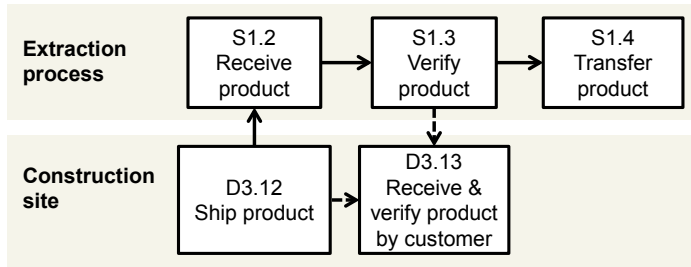 Extraction
process
S1.2
Receive
product
S1.3
Verify
product
S1.4
Transfer
product
Construction
site
D3.12
Ship product
D3.13
Receive &
verify product
by customer